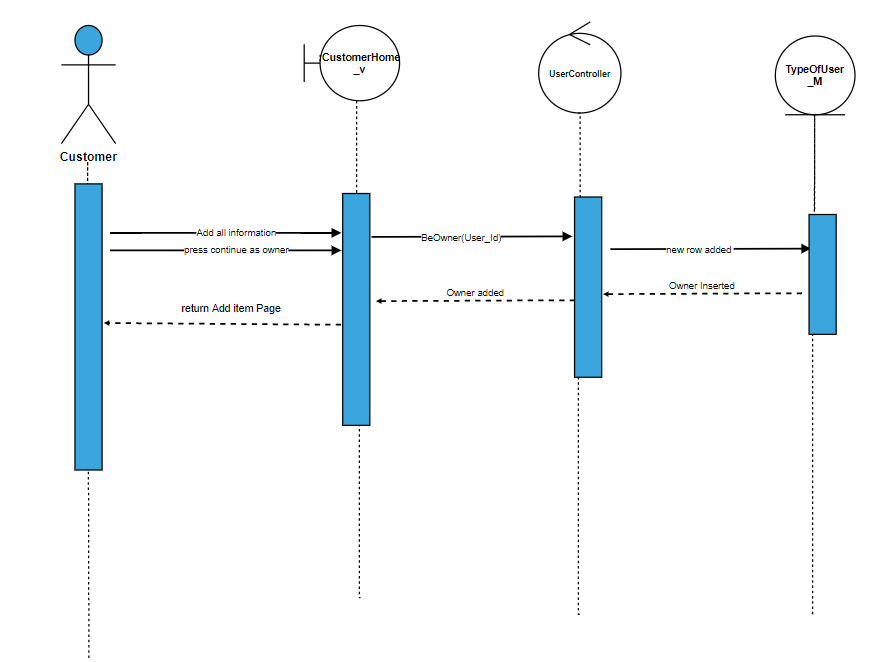 CustomerHome
_v
UserController
TypeOfUser
_M
Customer
Add all information
press continue as owner
BeOwner(User_Id)
new row added
Owner Inserted
Owner added
return Add item Page